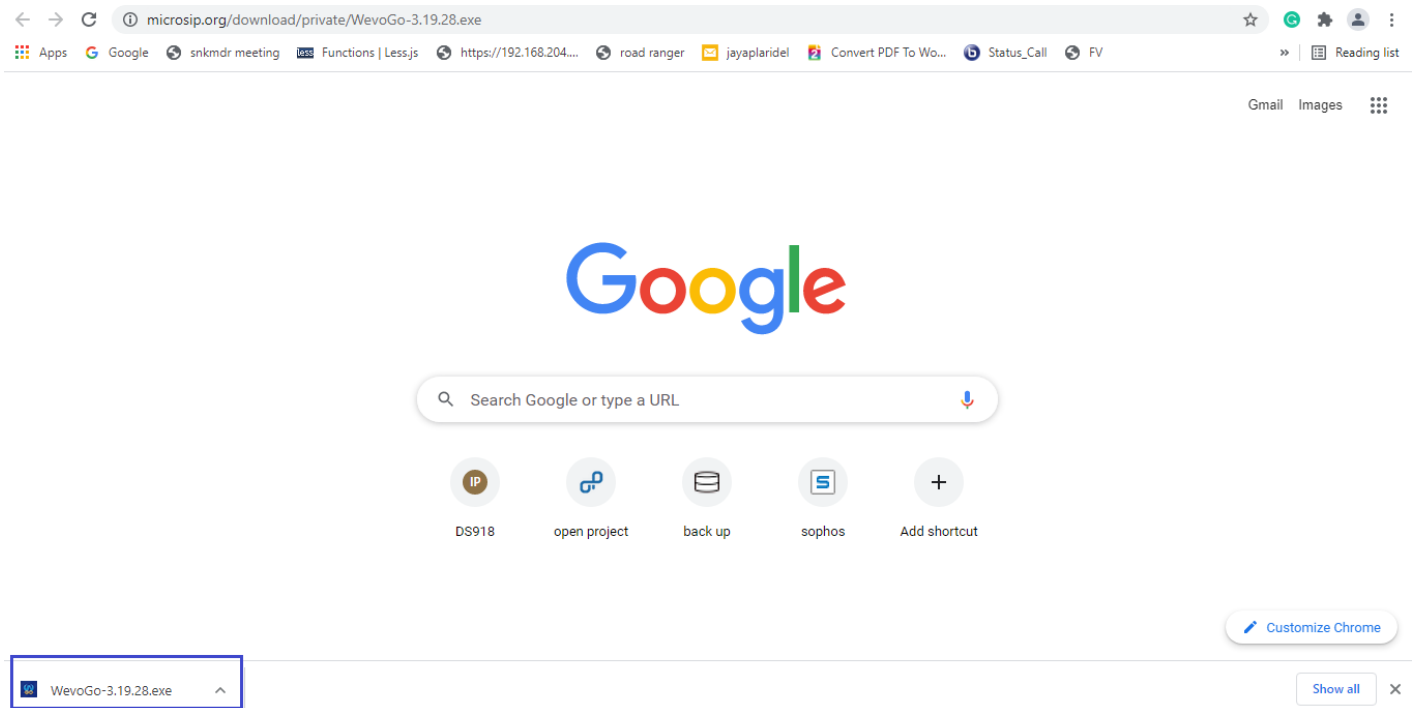 microsip.org/download/private/WevoGo-3.19.28.exe
Apps Google snkmdr meeting less Functions | Less.js https://192.168.204.... road ranger jayaplaridel Convert PDF To Wo... Status_Call FV » Reading list
Gmail Images
Google
Search Google or type a URL
IP
DS918 open project back up sophos Add shortcut
Customize Chrome
WevoGo-3.19.28.exe Show all